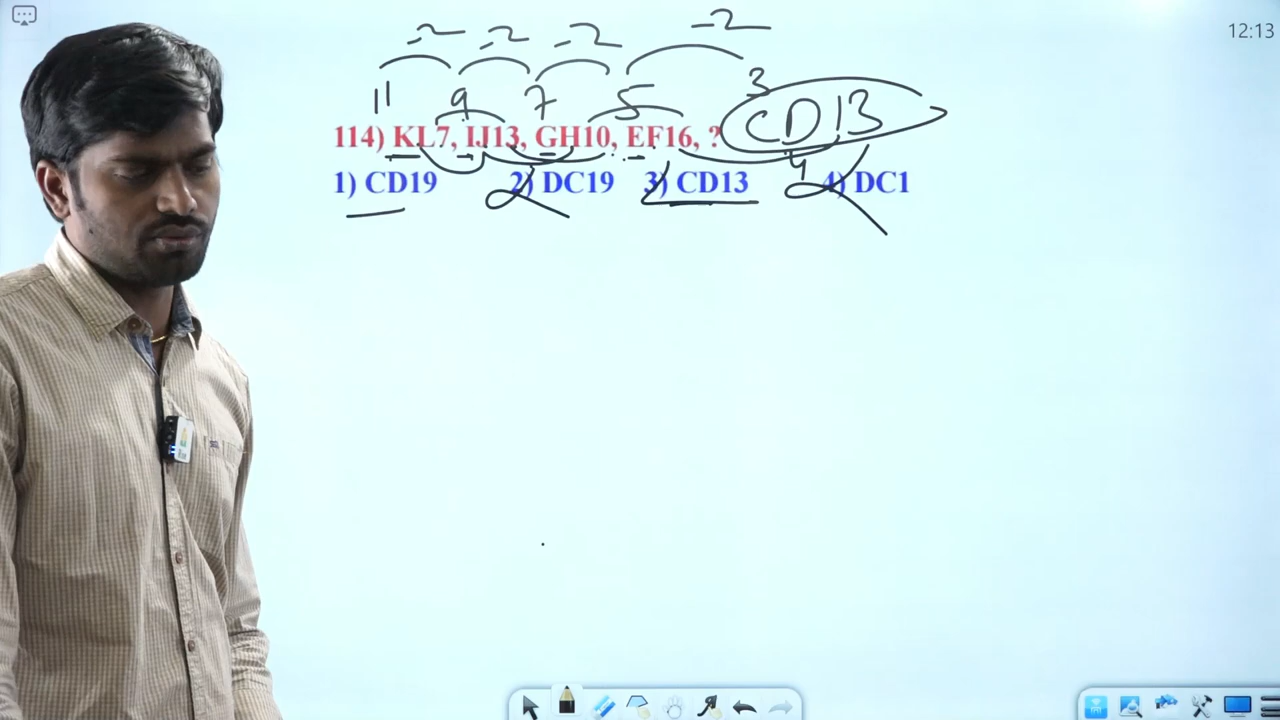 12:13
-2 -2 -2 -2
11 9 7 5 3
114) KL7, IJ13, GH10, EF16, ? CD13
4
1) CD19 2) DC19 3) CD13 4) DC1